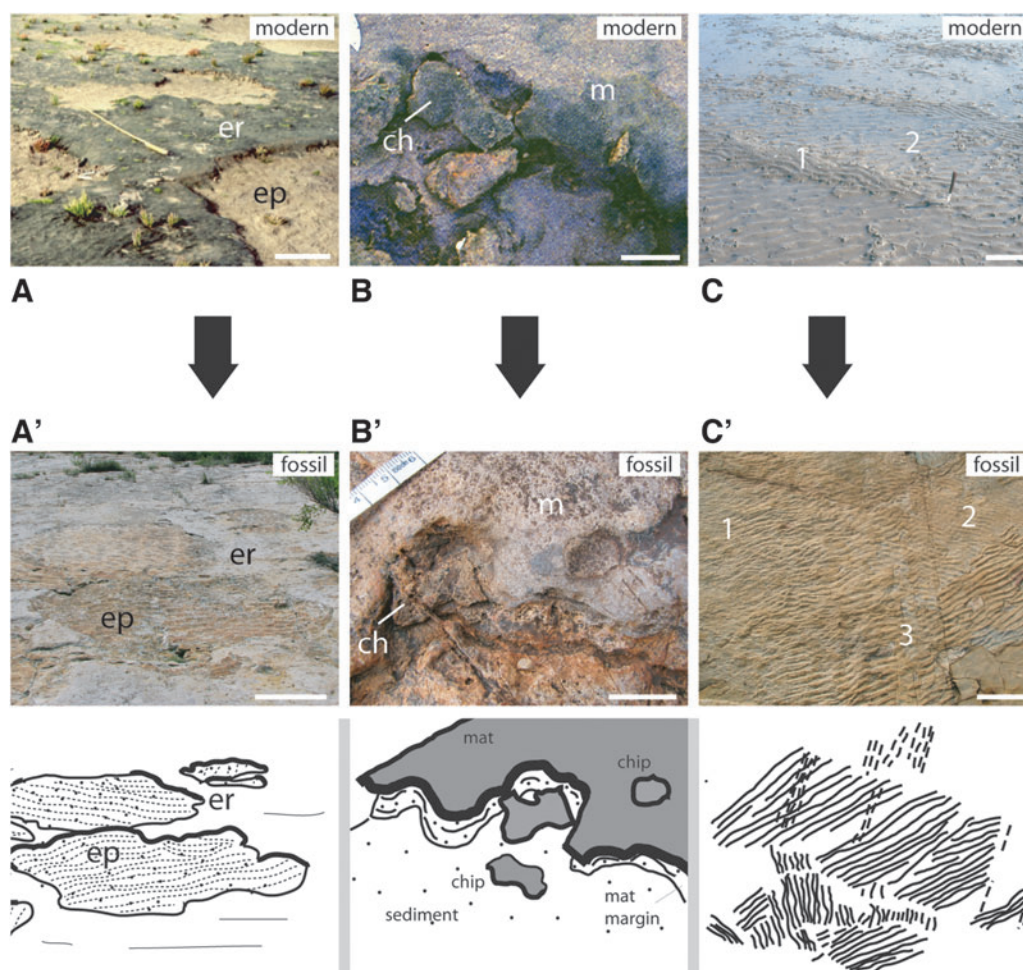 modern
modern
modern
er
ep
ch
m
1
2
A
B
C
A'
B'
C'
fossil
fossil
fossil
er
ep
m
ch
1
2
3
er
ep
mat
chip
chip
sediment
mat
margin